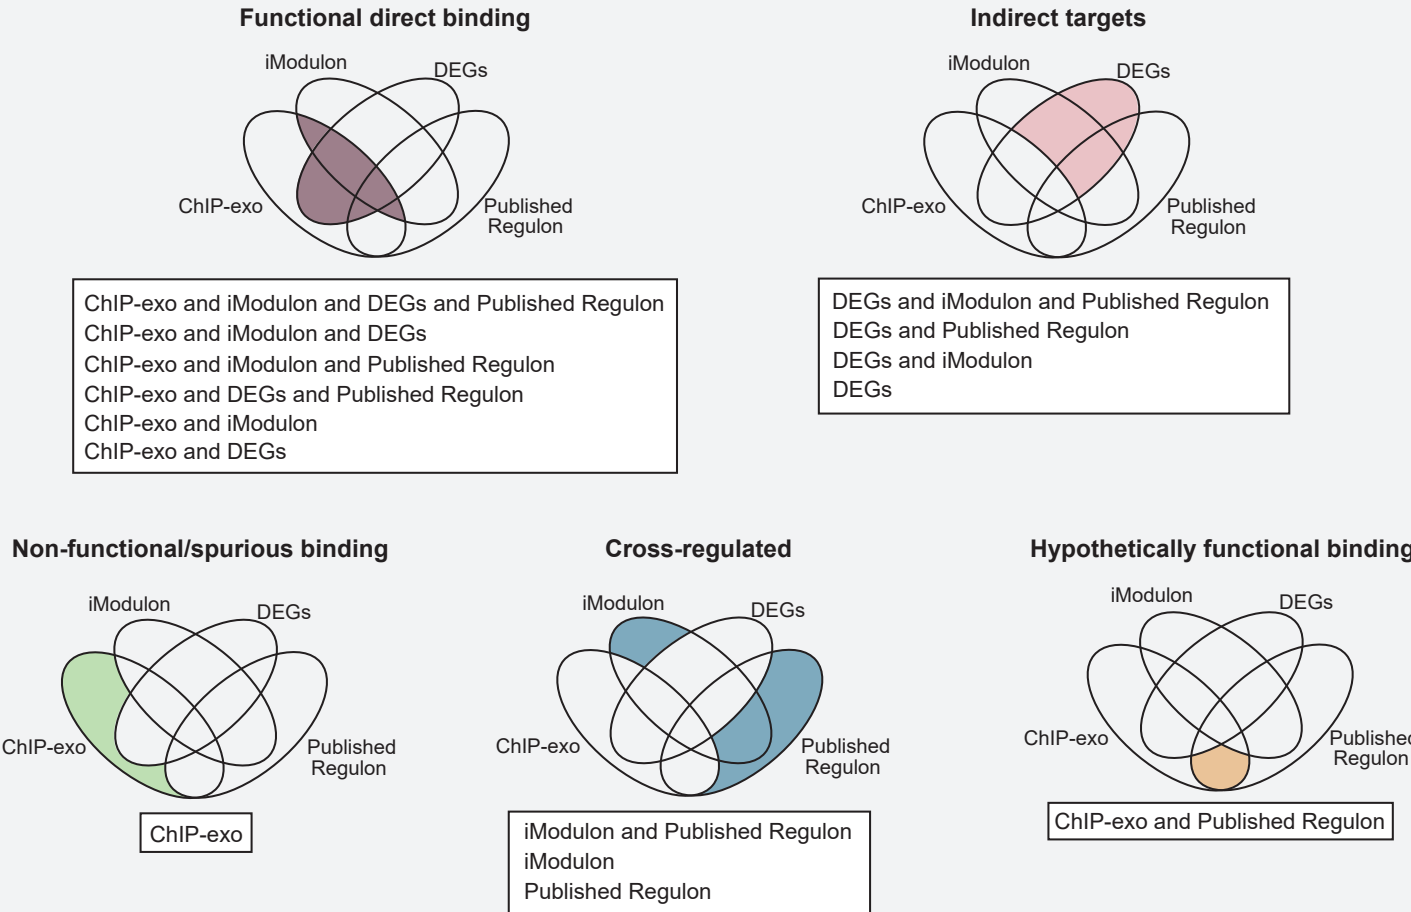 Functional direct binding
iModulon
DEGs
ChIP-exo
Published
Regulon
ChIP-exo and iModulon and DEGs and Published Regulon
ChIP-exo and iModulon and DEGs
ChIP-exo and iModulon and Published Regulon
ChIP-exo and DEGs and Published Regulon
ChIP-exo and iModulon
ChIP-exo and DEGs
Indirect targets
iModulon
DEGs
ChIP-exo
Published
Regulon
DEGs and iModulon and Published Regulon
DEGs and Published Regulon
DEGs and iModulon
DEGs
Non-functional/spurious binding
iModulon
DEGs
ChIP-exo
Published
Regulon
ChIP-exo
Cross-regulated
iModulon
DEGs
ChIP-exo
Published
Regulon
iModulon and Published Regulon
iModulon
Published Regulon
Hypothetically functional binding
iModulon
DEGs
ChIP-exo
Published
Regulon
ChIP-exo and Published Regulon